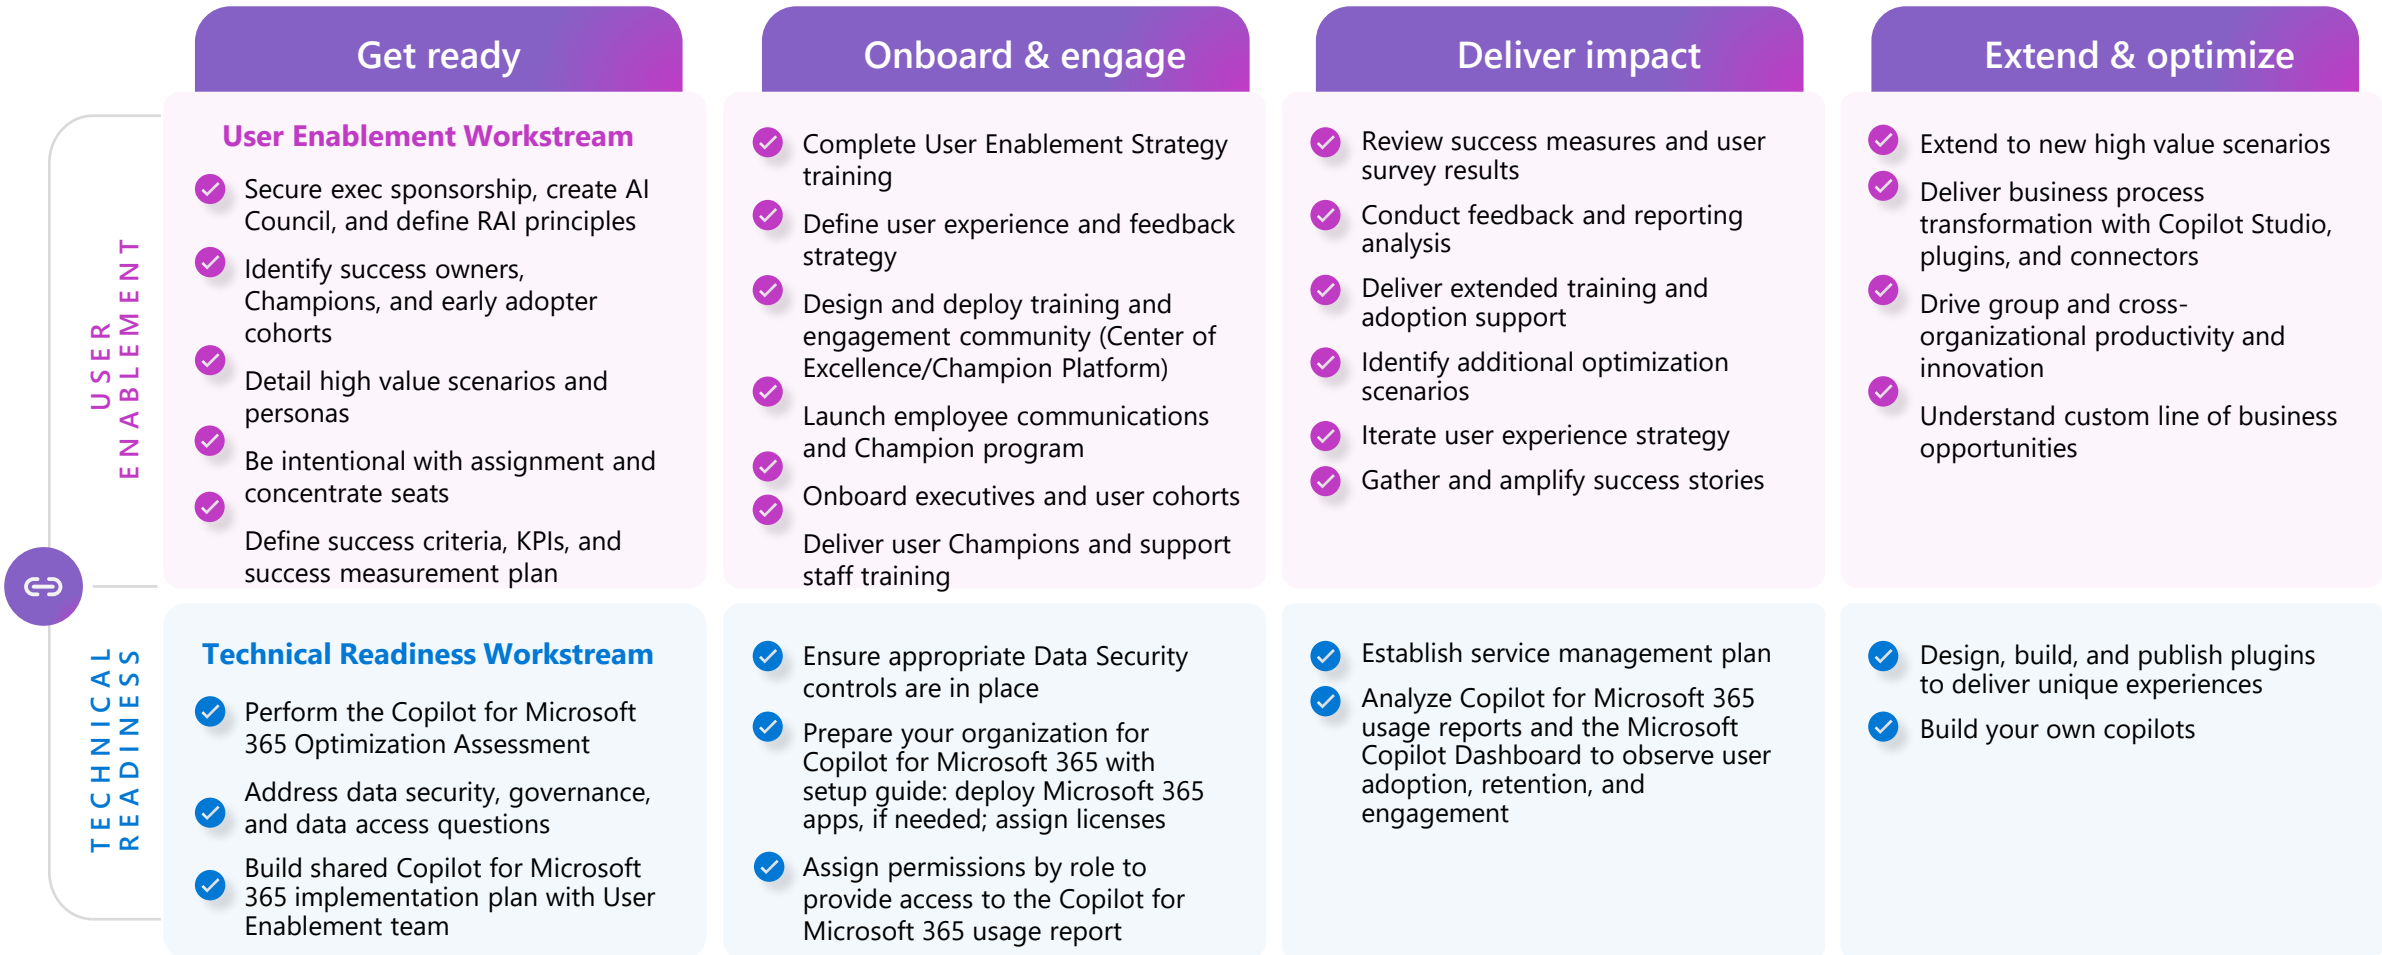 Get ready
Onboard & engage
Deliver impact
Extend & optimize
USER
ENABLEMENT
User Enablement Workstream
Secure exec sponsorship, create AI
Council, and define RAI principles
Identify success owners,
Champions, and early adopter
cohorts
Detail high value scenarios and
personas
Be intentional with assignment and
concentrate seats
Define success criteria, KPIs, and
success measurement plan
Complete User Enablement Strategy
training
Define user experience and feedback
strategy
Design and deploy training and
engagement community (Center of
Excellence/Champion Platform)
Launch employee communications
and Champion program
Onboard executives and user cohorts
Deliver user Champions and support
staff training
Review success measures and user
survey results
Conduct feedback and reporting
analysis
Deliver extended training and
adoption support
Identify additional optimization
scenarios
Iterate user experience strategy
Gather and amplify success stories
Extend to new high value scenarios
Deliver business process
transformation with Copilot Studio,
plugins, and connectors
Drive group and cross-
organizational productivity and
innovation
Understand custom line of business
opportunities
TECHNICAL
READINESS
Technical Readiness Workstream
Perform the Copilot for Microsoft
365 Optimization Assessment
Address data security, governance,
and data access questions
Build shared Copilot for Microsoft
365 implementation plan with User
Enablement team
Ensure appropriate Data Security
controls are in place
Prepare your organization for
Copilot for Microsoft 365 with
setup guide: deploy Microsoft 365
apps, if needed; assign licenses
Assign permissions by role to
provide access to the Copilot for
Microsoft 365 usage report
Establish service management plan
Analyze Copilot for Microsoft 365
usage reports and the Microsoft
Copilot Dashboard to observe user
adoption, retention, and
engagement
Design, build, and publish plugins
to deliver unique experiences
Build your own copilots